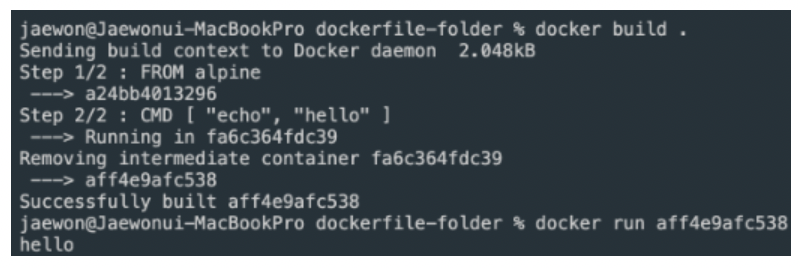 jaewon@Jaewonui-MacBookPro dockerfile-folder % docker build .
Sending build context to Docker daemon  2.048kB
Step 1/2 : FROM alpine
 ---> a24bb4013296
Step 2/2 : CMD [ "echo", "hello" ]
 ---> Running in fa6c364fdc39
Removing intermediate container fa6c364fdc39
 ---> aff4e9afc538
Successfully built aff4e9afc538
jaewon@Jaewonui-MacBookPro dockerfile-folder % docker run aff4e9afc538
hello